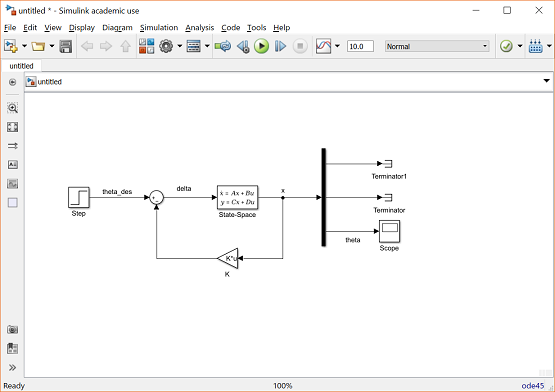 untitled * - Simulink academic use
File Edit View Display Diagram Simulation Analysis Code Tools Help
10.0 Normal
untitled
untitled
theta_des
delta
x
ẋ = Ax + Bu
y = Cx + Du
Step
State-Space
K*u
K
Terminator1
Terminator
theta
Scope
Ready 100% ode45